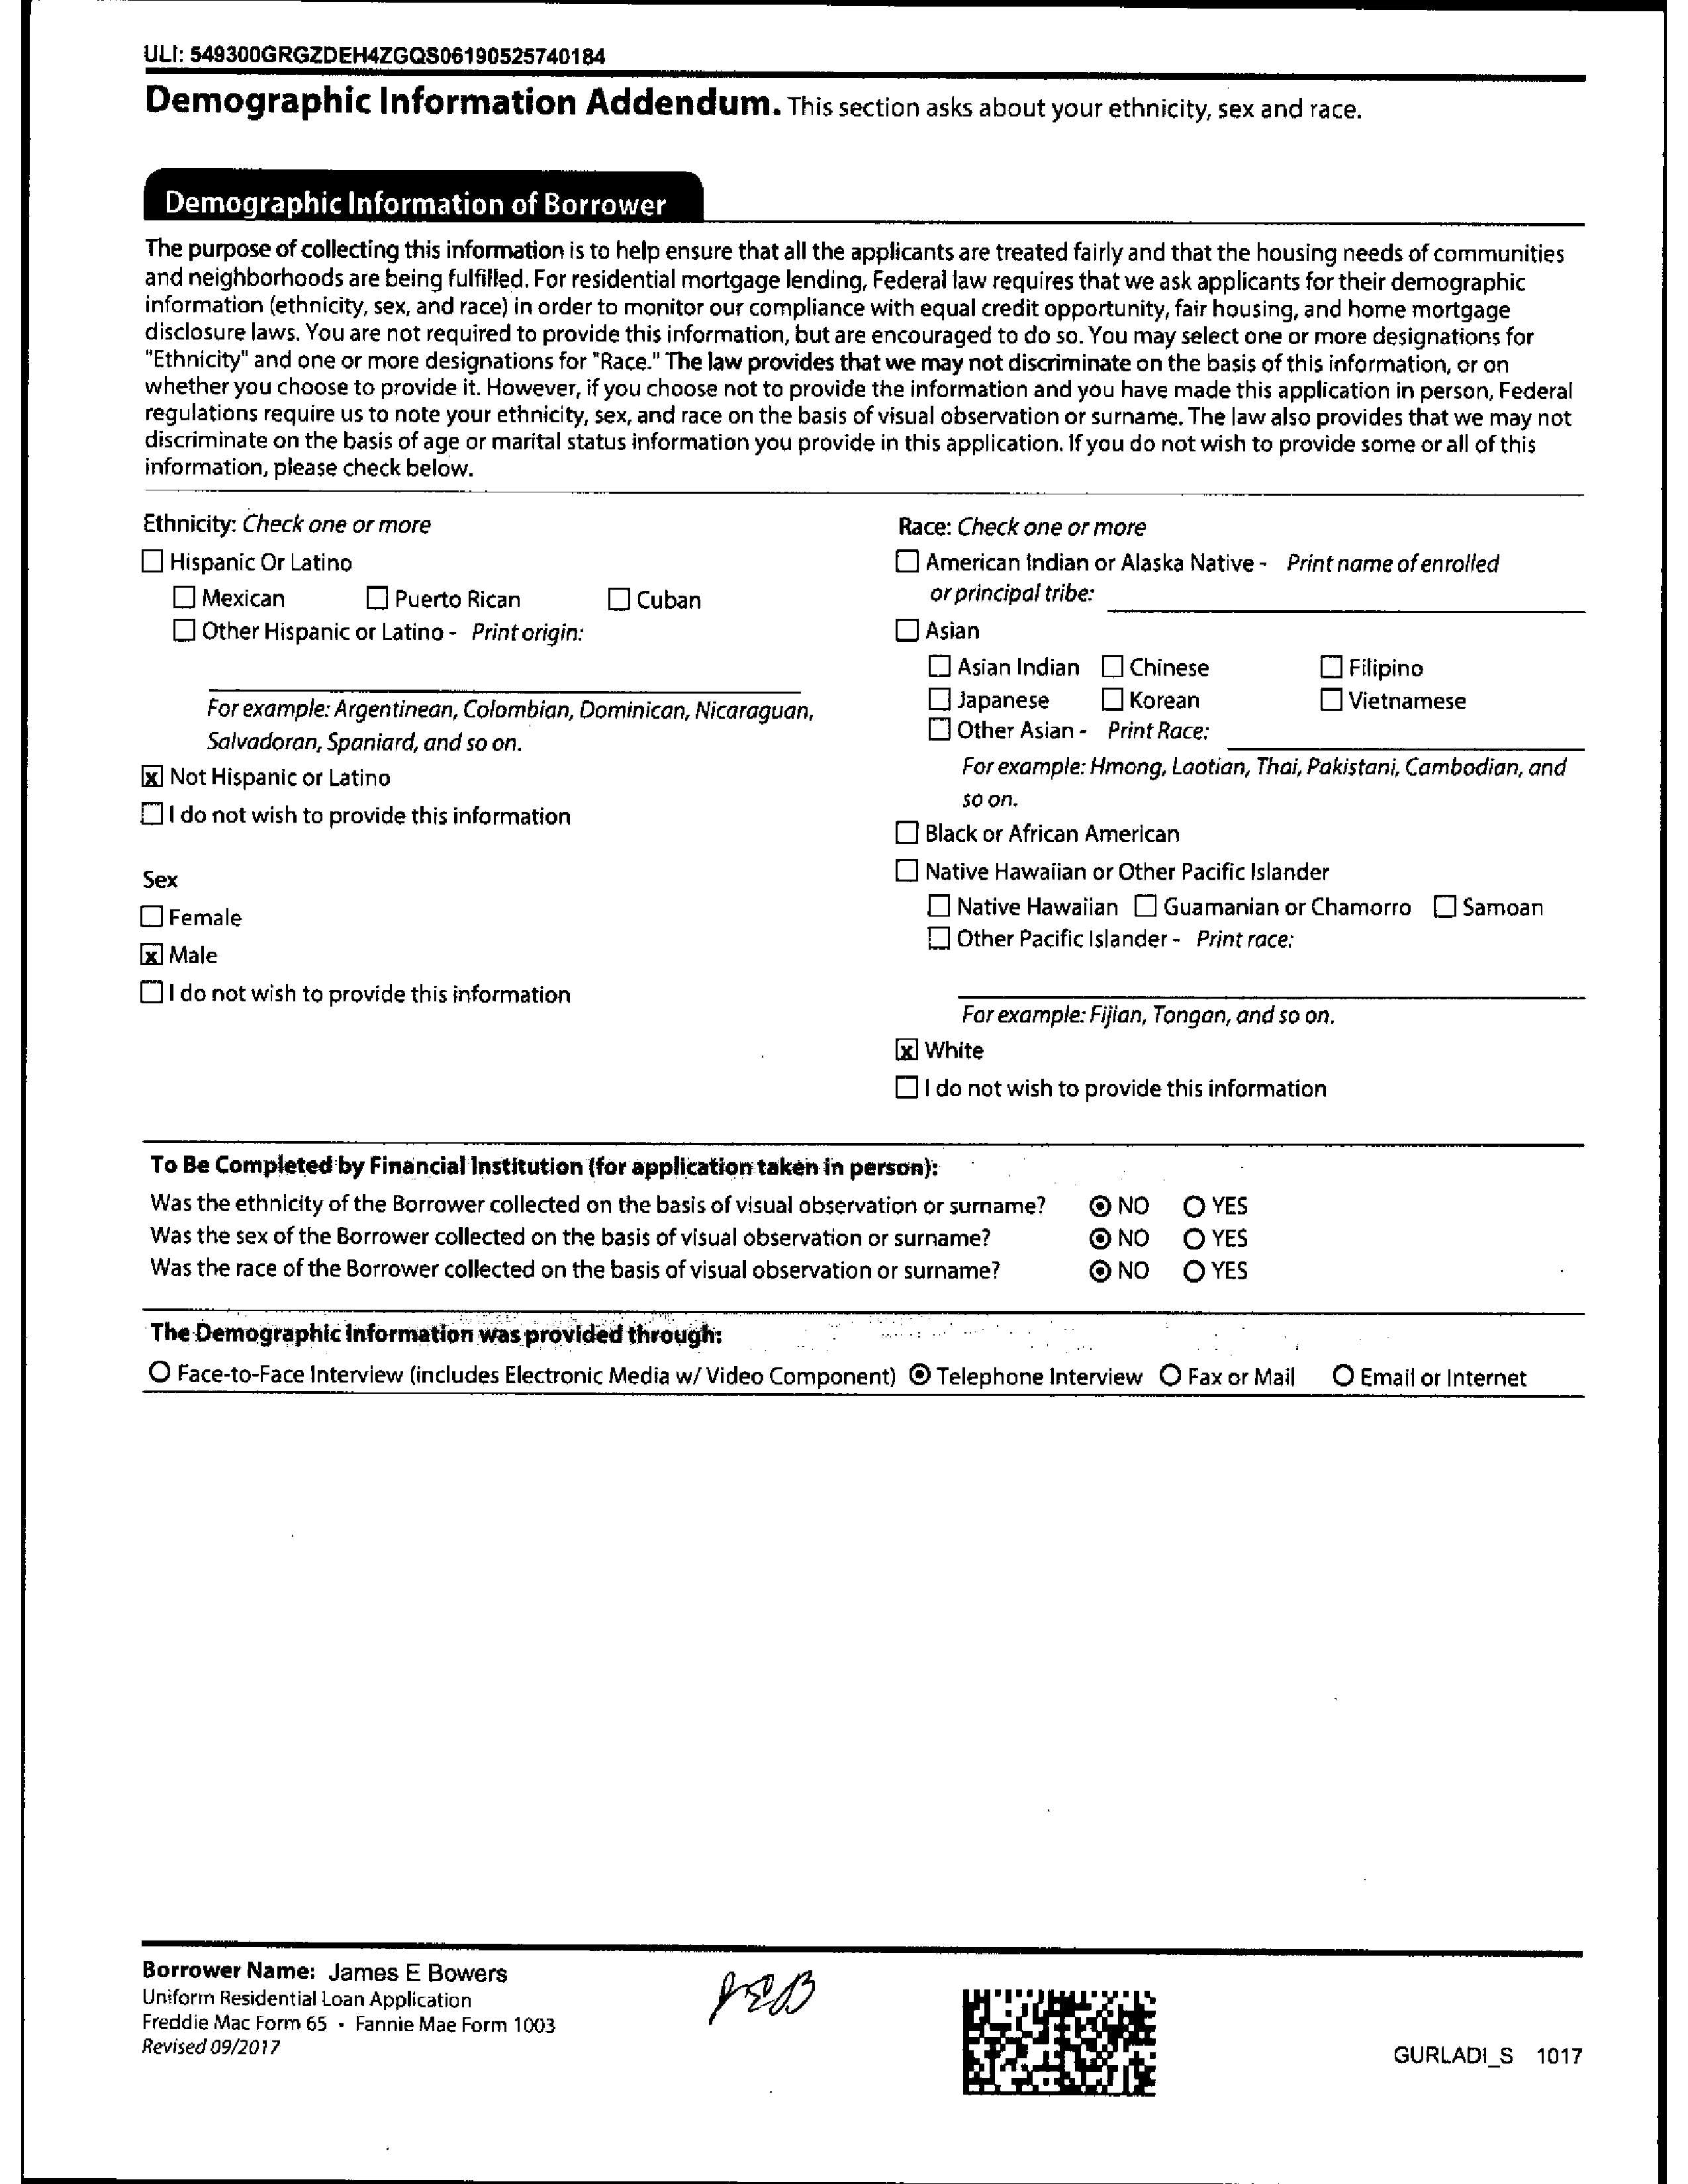 ULI: 549300GRGZDEH4ZGQS06190525740184
Demographic Information Addendum. This section asks about your ethnicity, sex and race.
Demographic Information of Borrower
The purpose of collecting this information is to help ensure that all the applicants are treated fairly and that the housing needs of communities
and neighborhoods are being fulfilled. For residential mortgage lending, Federal law requires that we ask applicants for their demographic
information (ethnicity, sex, and race) in order to monitor our compliance with equal credit opportunity, fair housing, and home mortgage
disclosure laws. You are not required to provide this information, but are encouraged to do so. You may select one or more designations for
"Ethnicity" and one or more designations for "Race." The law provides that we may not discriminate on the basis of this information, or on
whether you choose to provide it. However, if you choose not to provide the information and you have made this application in person, Federal
regulations require us to note your ethnicity, sex, and race on the basis of visual observation or surname. The law also provides that we may not
discriminate on the basis of age or marital status information you provide in this application. If you do not wish to provide some or all of this
information, please check below.
Ethnicity: Check one or more
☐ Hispanic Or Latino
☐ Mexican ☐ Puerto Rican ☐ Cuban
☐ Other Hispanic or Latino - Print origin:
For example: Argentinean, Colombian, Dominican, Nicaraguan,
Salvadoran, Spaniard, and so on.
☒ Not Hispanic or Latino
☐ I do not wish to provide this information
Sex
☐ Female
☒ Male
☐ I do not wish to provide this information
Race: Check one or more
☐ American Indian or Alaska Native - Print name of enrolled
or principal tribe:
☐ Asian
☐ Asian Indian ☐ Chinese ☐ Filipino
☐ Japanese ☐ Korean ☐ Vietnamese
☐ Other Asian - Print Race:
For example: Hmong, Laotian, Thai, Pakistani, Cambodian, and
so on.
☐ Black or African American
☐ Native Hawaiian or Other Pacific Islander
☐ Native Hawaiian ☐ Guamanian or Chamorro ☐ Samoan
☐ Other Pacific Islander - Print race:
For example: Fijian, Tongan, and so on.
☒ White
☐ I do not wish to provide this information
To Be Completed by Financial Institution (for application taken in person):
Was the ethnicity of the Borrower collected on the basis of visual observation or surname? ◉ NO ○ YES
Was the sex of the Borrower collected on the basis of visual observation or surname? ◉ NO ○ YES
Was the race of the Borrower collected on the basis of visual observation or surname? ◉ NO ○ YES
The Demographic Information was provided through:
○ Face-to-Face Interview (includes Electronic Media w/ Video Component) ◉ Telephone Interview ○ Fax or Mail ○ Email or Internet
Borrower Name: James E Bowers
Uniform Residential Loan Application
Freddie Mac Form 65 • Fannie Mae Form 1003
Revised 09/2017
JEB
GURLADI_S 1017